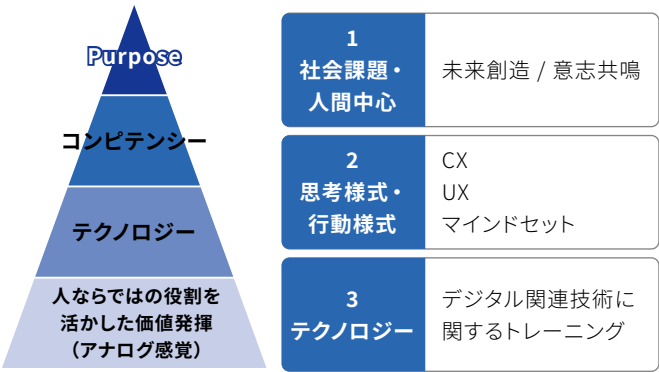 Purpose
コンピテンシー
テクノロジー
人ならではの役割を
活かした価値発揮
（アナログ感覚）
1
社会課題・
人間中心
未来創造 / 意志共鳴
2
思考様式・
行動様式
CX
UX
マインドセット
3
テクノロジー
デジタル関連技術に
関するトレーニング